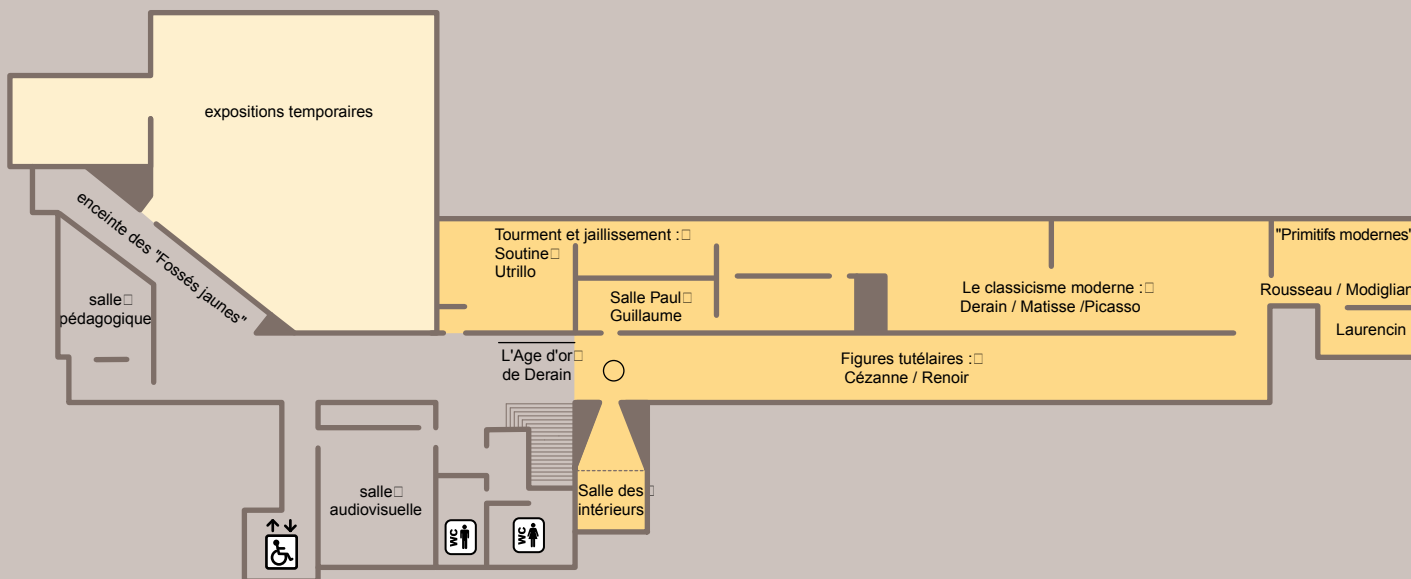 expositions temporaires
enceinte des "Fossés jaunes"
Tourment et jaillissement :
Soutine
Utrillo
"Primitifs modernes"
salle
pédagogique
Salle Paul
Guillaume
Le classicisme moderne :
Derain / Matisse /Picasso
Rousseau / Modiglian
Laurencin
L'Age d'or
de Derain
Figures tutélaires :
Cézanne / Renoir
salle
audiovisuelle
Salle des
intérieurs
WC
WC